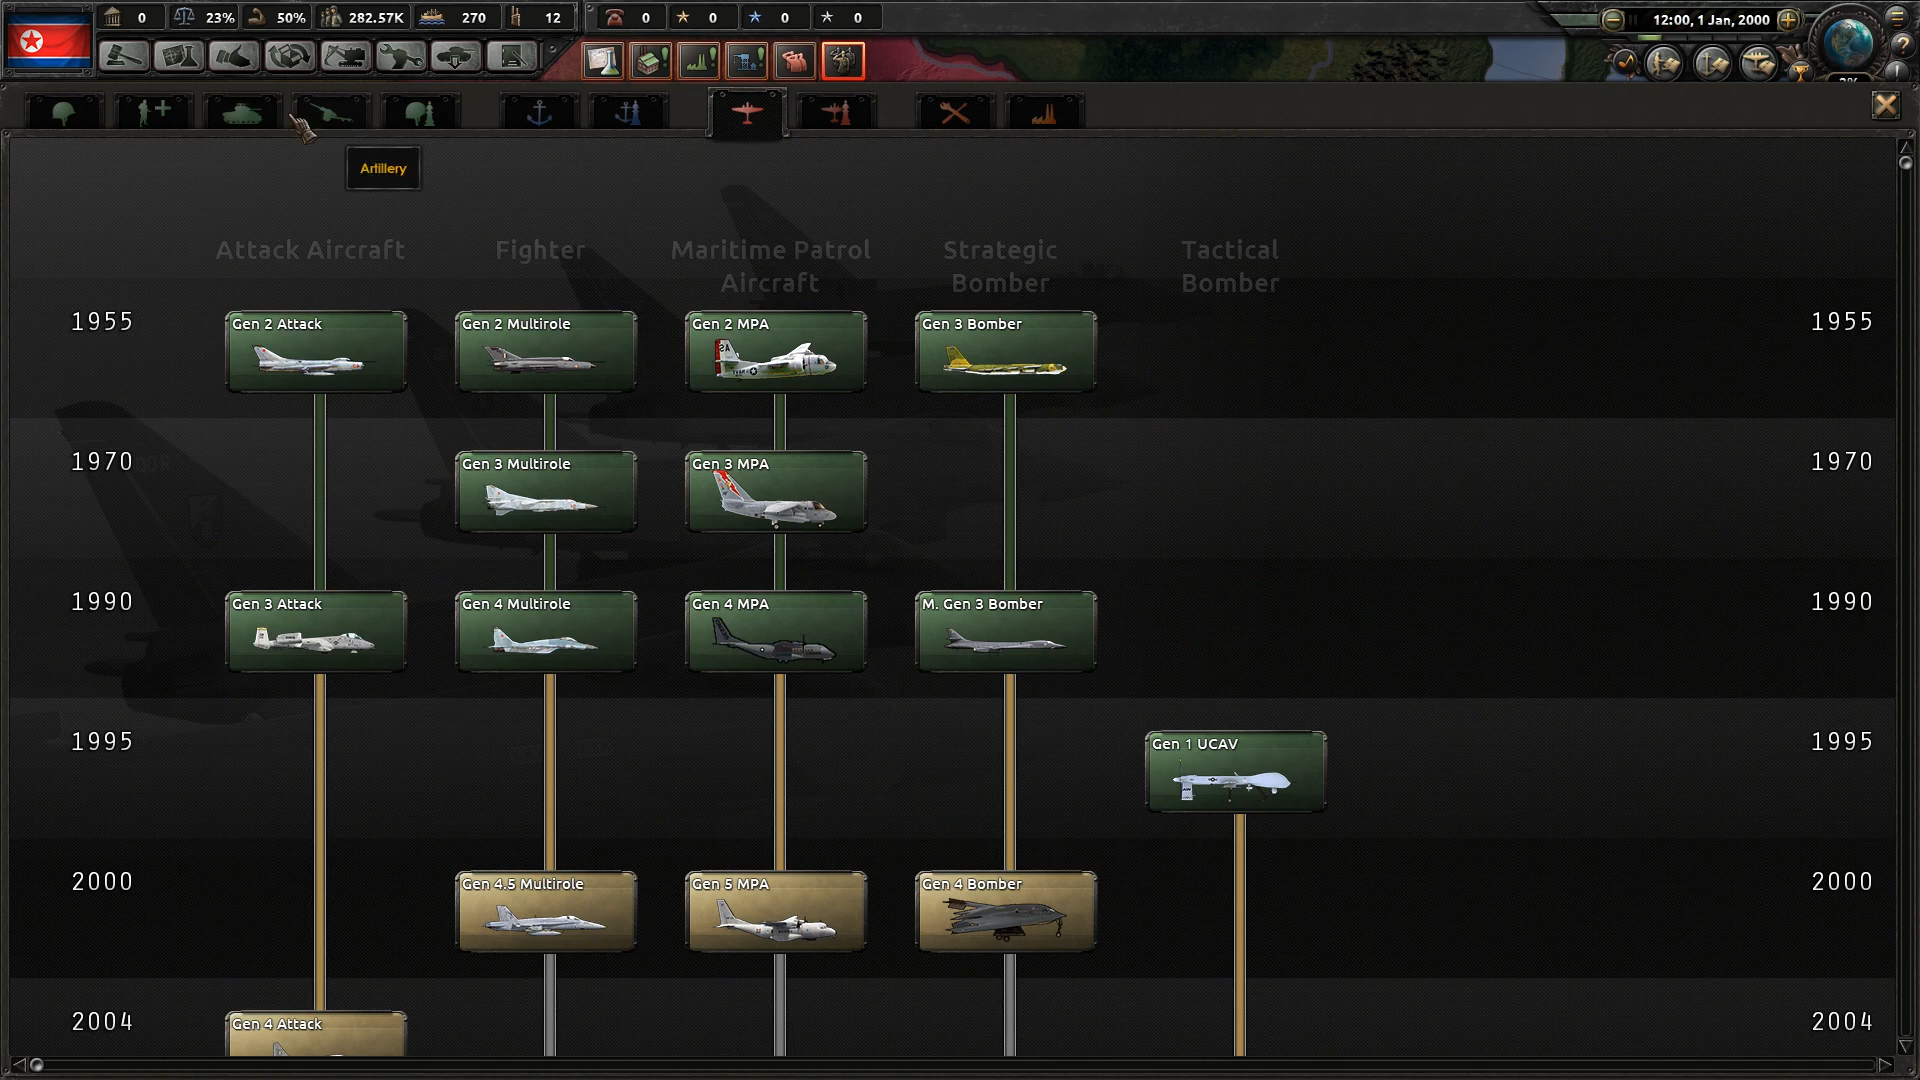 0
23%
50%
282.57K
270
12
0
0
0
0
12:00, 1 Jan, 2000
Artillery
Attack Aircraft
Fighter
Maritime Patrol
Aircraft
Strategic
Bomber
Tactical
Bomber
1955
Gen 2 Attack
Gen 2 Multirole
Gen 2 MPA
Gen 3 Bomber
1955
1970
Gen 3 Multirole
Gen 3 MPA
1970
1990
Gen 3 Attack
Gen 4 Multirole
Gen 4 MPA
M. Gen 3 Bomber
1990
1995
Gen 1 UCAV
1995
2000
Gen 4.5 Multirole
Gen 5 MPA
Gen 4 Bomber
2000
2004
Gen 4 Attack
2004